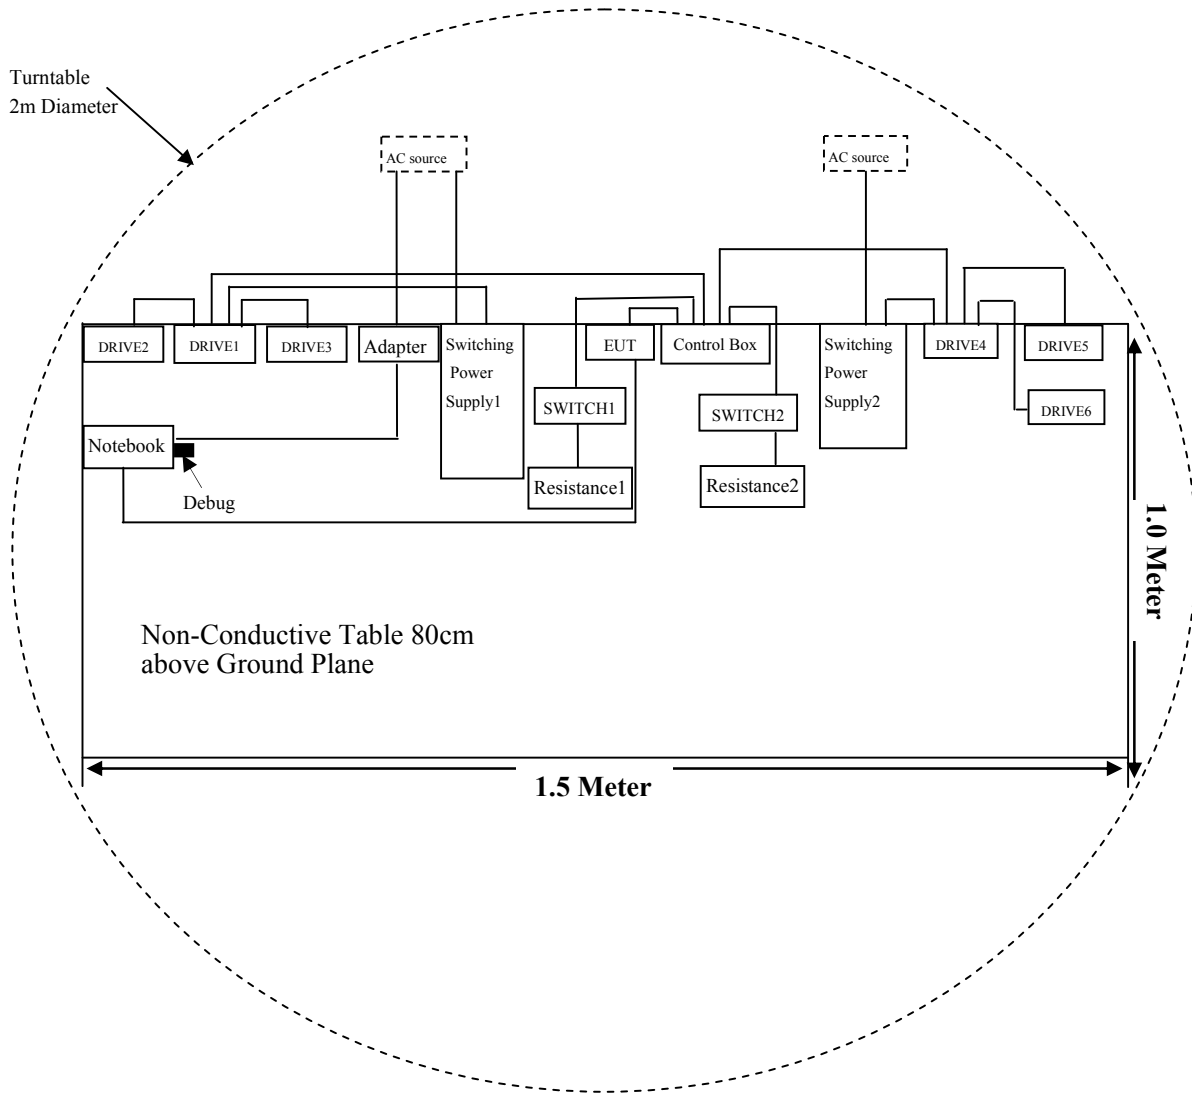 Turntable
2m Diameter
AC source
AC source
DRIVE2
DRIVE1
DRIVE3
Adapter
Switching
Power
Supply1
EUT
Control Box
Switching
Power
Supply2
DRIVE4
DRIVE5
SWITCH1
SWITCH2
DRIVE6
Notebook
Debug
Resistance1
Resistance2
1.0 Meter
Non-Conductive Table 80cm
above Ground Plane
1.5 Meter